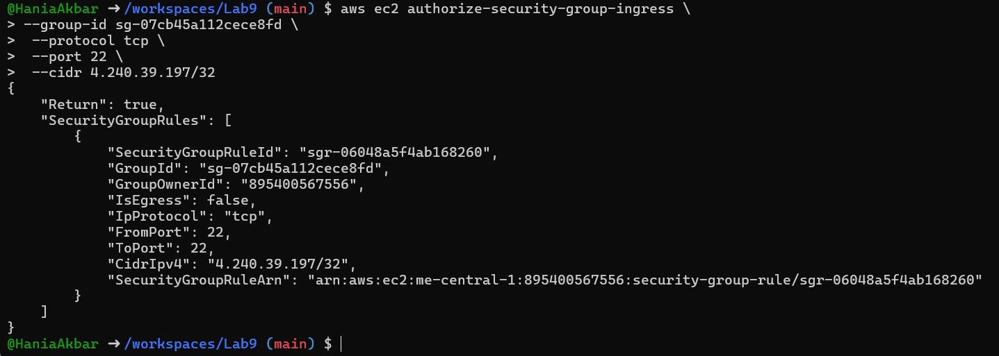 @HaniaAkbar ➜ /workspaces/Lab9 (main) $ aws ec2 authorize-security-group-ingress \
> --group-id sg-07cb45a112cece8fd \
>  --protocol tcp \
>  --port 22 \
>  --cidr 4.240.39.197/32
{
    "Return": true,
    "SecurityGroupRules": [
        {
            "SecurityGroupRuleId": "sgr-06048a5f4ab168260",
            "GroupId": "sg-07cb45a112cece8fd",
            "GroupOwnerId": "895400567556",
            "IsEgress": false,
            "IpProtocol": "tcp",
            "FromPort": 22,
            "ToPort": 22,
            "CidrIpv4": "4.240.39.197/32",
            "SecurityGroupRuleArn": "arn:aws:ec2:me-central-1:895400567556:security-group-rule/sgr-06048a5f4ab168260"
        }
    ]
}
@HaniaAkbar ➜ /workspaces/Lab9 (main) $